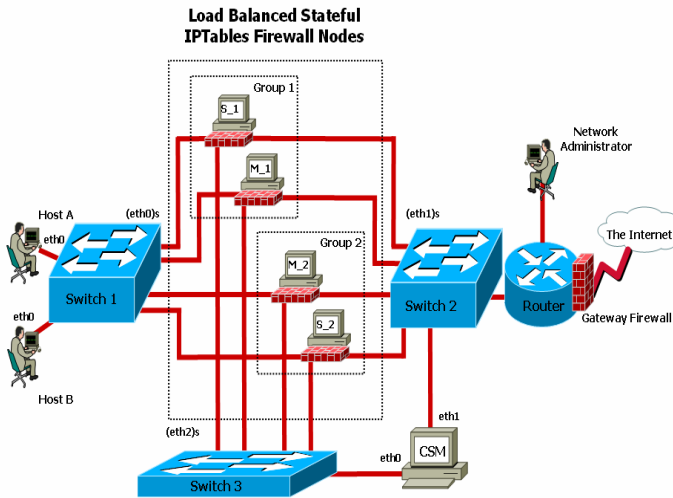 Load Balanced Stateful
IPTables Firewall Nodes
Group 1
S_1
Network
Administrator
M_1
Host A
(eth0)s
(eth1)s
eth0
The Internet
Group 2
M_2
Switch 1
Switch 2
Router
eth0
S_2
Gateway Firewall
Host B
eth1
(eth2)s
CSM
eth0
Switch 3